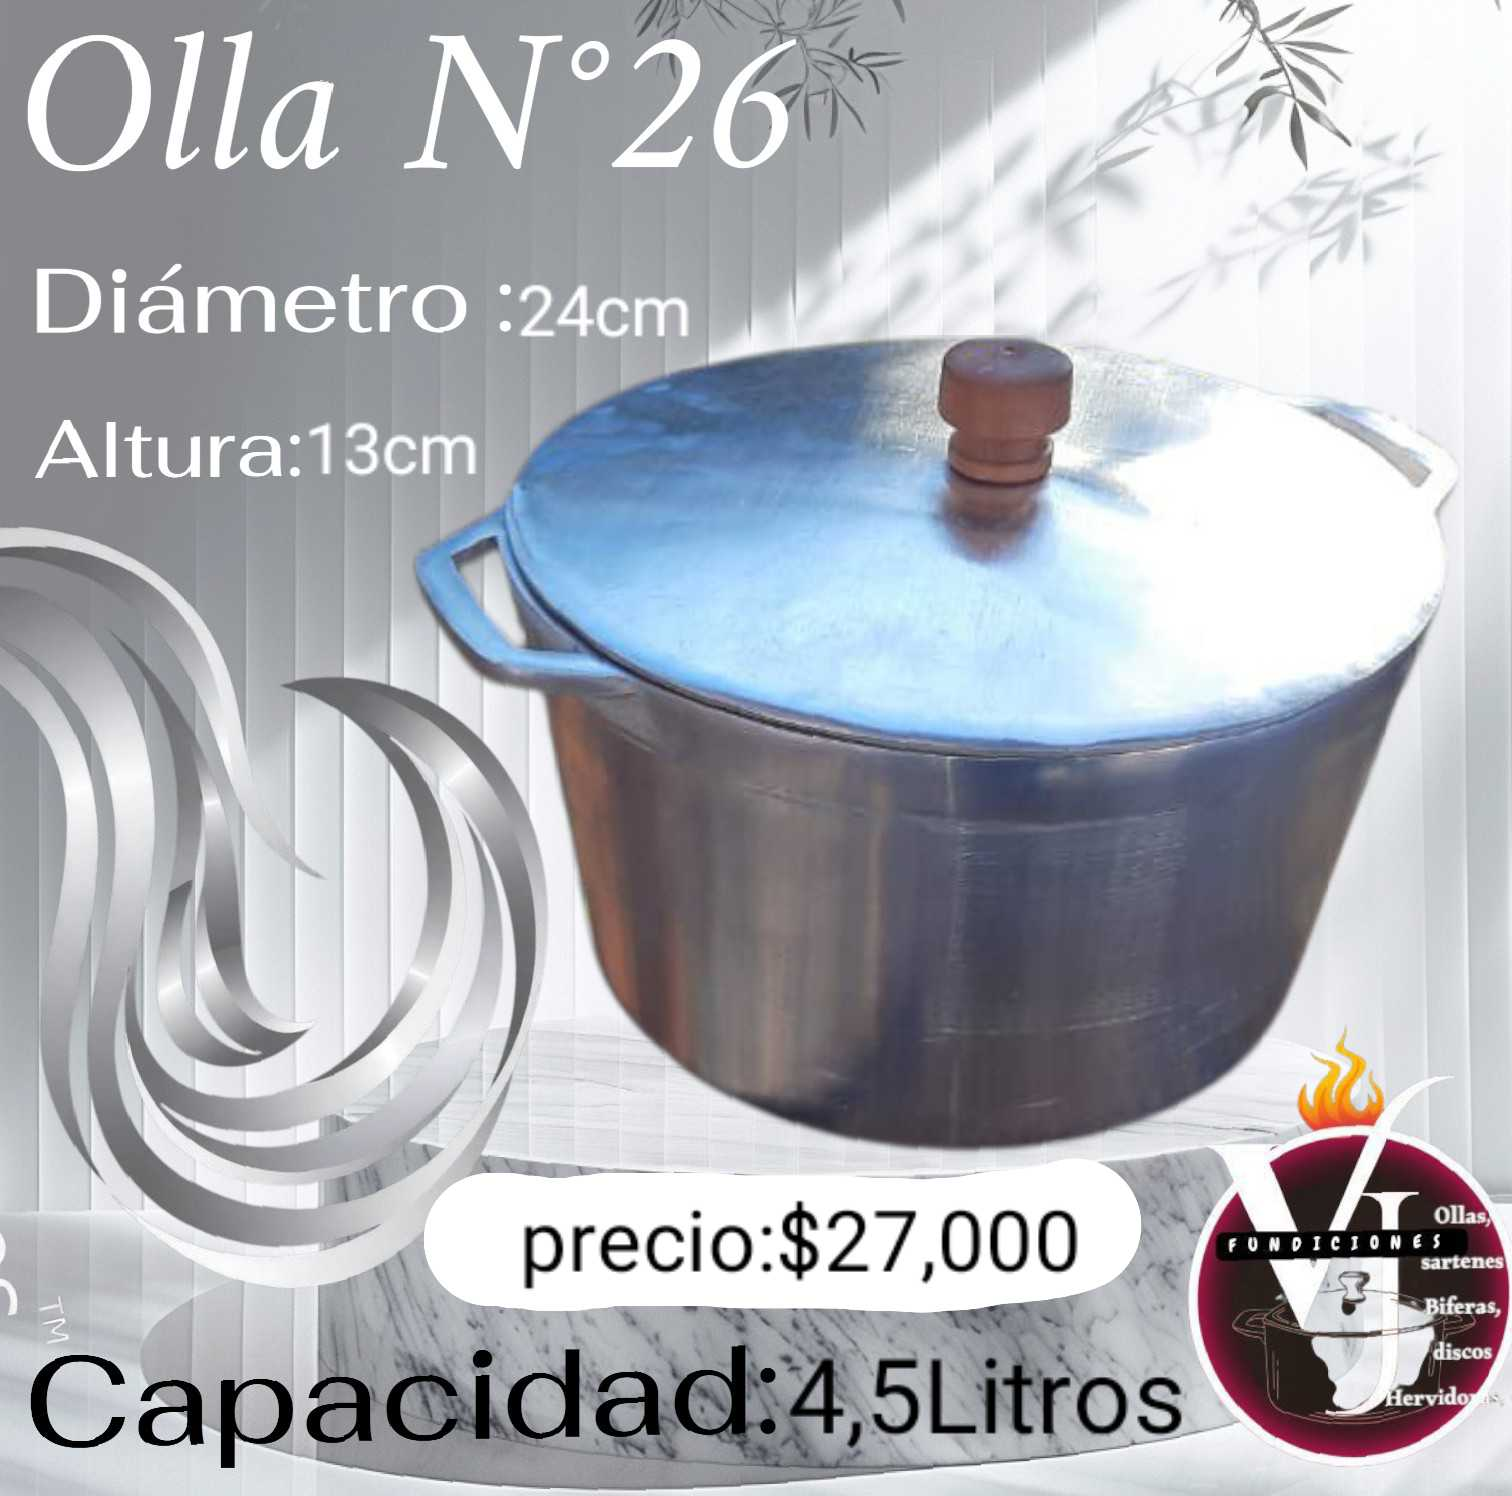 Olla N°26
Diámetro :24cm
Altura:13cm
precio:$27,000
Capacidad:4,5Litros
TM
VJ
FUNDICIONES
Ollas,
sartenes
Biferas,
discos